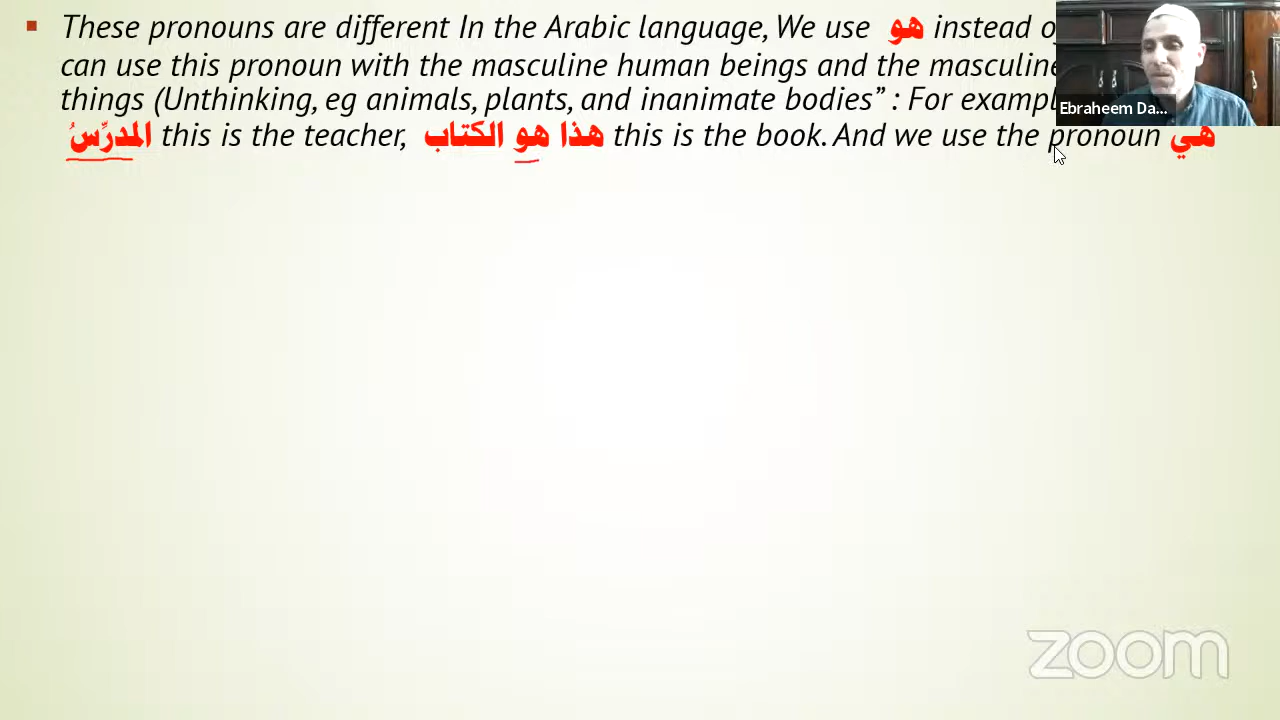 These pronouns are different In the Arabic language, We use هو instead
can use this pronoun with the masculine human beings and the masculine
things (Unthinking, eg animals, plants, and inanimate bodies” : For
المدرِّسُ this is the teacher, هذا هو الكتاب this is the book. And we use the pronoun هي
Ebraheem Da...
zoom